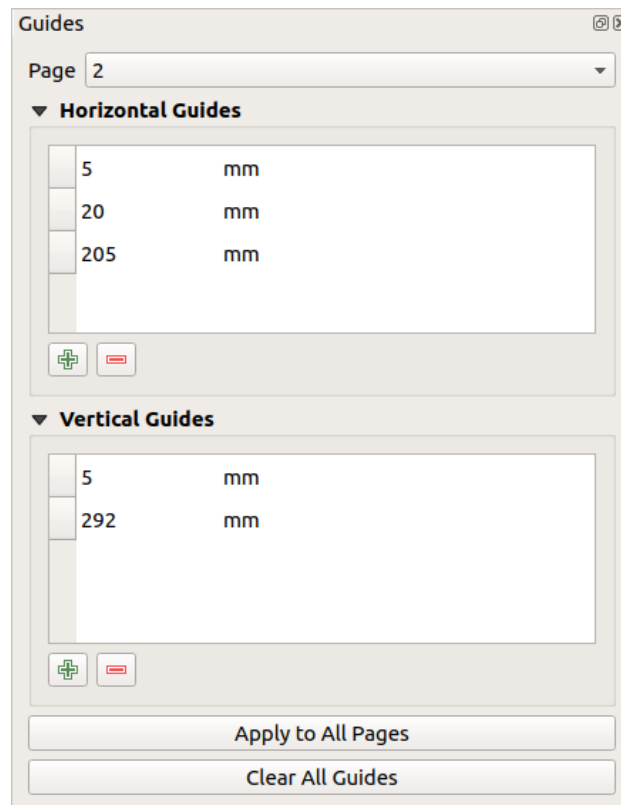 Guides
Page 2
Horizontal Guides
5 mm
20 mm
205 mm
Vertical Guides
5 mm
292 mm
Apply to All Pages
Clear All Guides